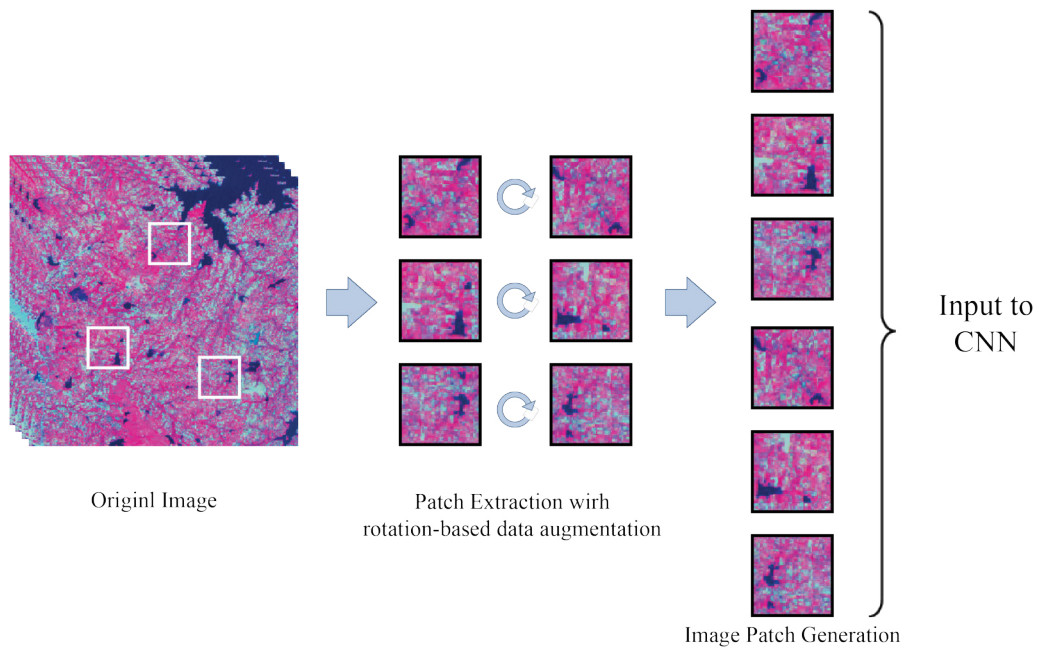 Originl Image
Patch Extraction wirh
rotation-based data augmentation
Image Patch Generation
Input to
CNN